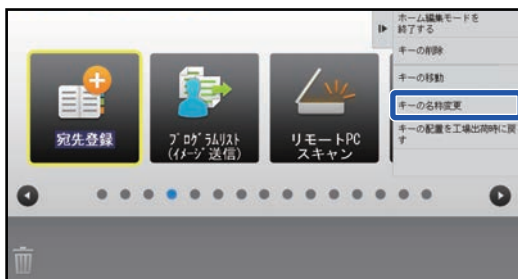 ホーム編集モードを
終了する
キーの削除
キーの移動
キーの名称変更
キーの配置を工場出荷時に戻
す
宛先登録
ﾌﾟﾛｸﾞﾗﾑﾘｽﾄ
(ｲﾒｰｼﾞ送信)
リモートPC
スキャン